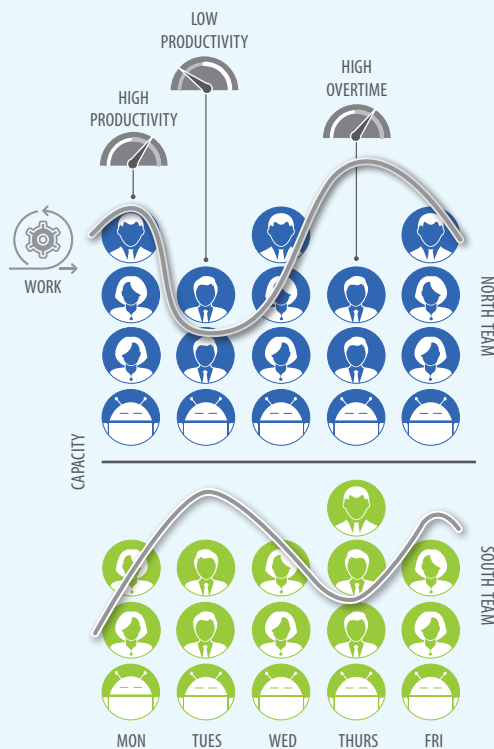 LOW
PRODUCTIVITY
HIGH
PRODUCTIVITY
HIGH
OVERTIME
WORK
NORTH TEAM
CAPACITY
SOUTH TEAM
MON TUES WED THURS FRI